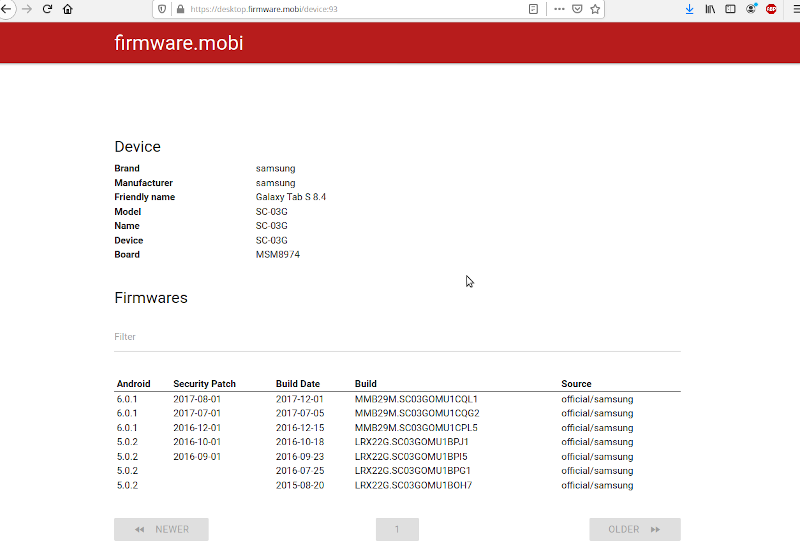 https://desktop.firmware.mobi/device:93
ABP
firmware.mobi
Device
Brand samsung
Manufacturer samsung
Friendly name Galaxy Tab S 8.4
Model SC-03G
Name SC-03G
Device SC-03G
Board MSM8974
Firmwares
Filter
Android Security Patch Build Date Build Source
6.0.1 2017-08-01 2017-12-01 MMB29M.SC03GOMU1CQL1 official/samsung
6.0.1 2017-07-01 2017-07-05 MMB29M.SC03GOMU1CQG2 official/samsung
6.0.1 2016-12-01 2016-12-15 MMB29M.SC03GOMU1CPL5 official/samsung
5.0.2 2016-10-01 2016-10-18 LRX22G.SC03GOMU1BPJ1 official/samsung
5.0.2 2016-09-01 2016-09-23 LRX22G.SC03GOMU1BPI5 official/samsung
5.0.2 2016-07-25 LRX22G.SC03GOMU1BPG1 official/samsung
5.0.2 2015-08-20 LRX22G.SC03GOMU1BOH7 official/samsung
NEWER 1 OLDER